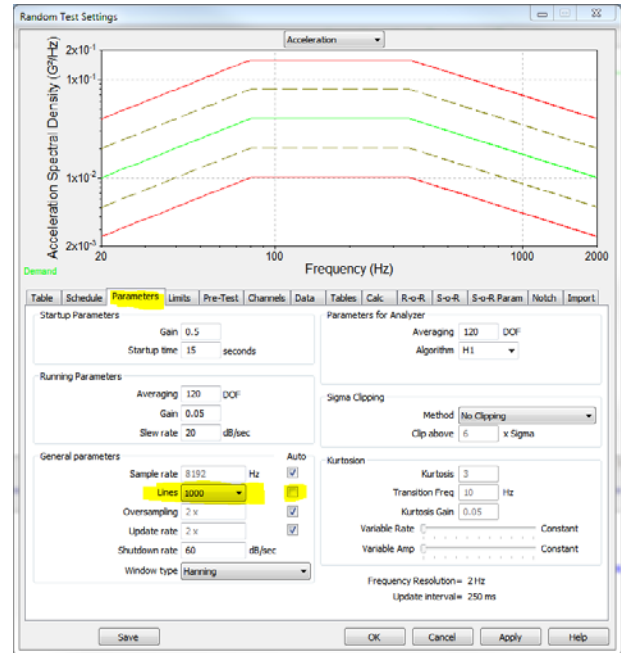 Random Test Settings
Acceleration
Acceleration Spectral Density (G²/Hz)
2x10⁻¹
1x10⁻¹
1x10⁻²
2x10⁻³
20
100
1000
2000
Demand
Frequency (Hz)
Table Schedule Parameters Limits Pre-Test Channels Data Tables Calc R-o-R S-o-R S-o-R Param Notch Import
Startup Parameters
Gain 0.5
Startup time 15 seconds
Running Parameters
Averaging 120 DOF
Gain 0.05
Slew rate 20 dB/sec
General parameters Auto
Sample rate 8192 Hz
Lines 1000
Oversampling 2 x
Update rate 2 x
Shutdown rate 60 dB/sec
Window type Hanning
Parameters for Analyzer
Averaging 120 DOF
Algorithm H1
Sigma Clipping
Method No Clipping
Clip above 6 x Sigma
Kurtosion
Kurtosis 3
Transition Freq 10 Hz
Kurtosis Gain 0.05
Variable Rate Constant
Variable Amp Constant
Frequency Resolution= 2 Hz
Update interval= 250 ms
Save OK Cancel Apply Help